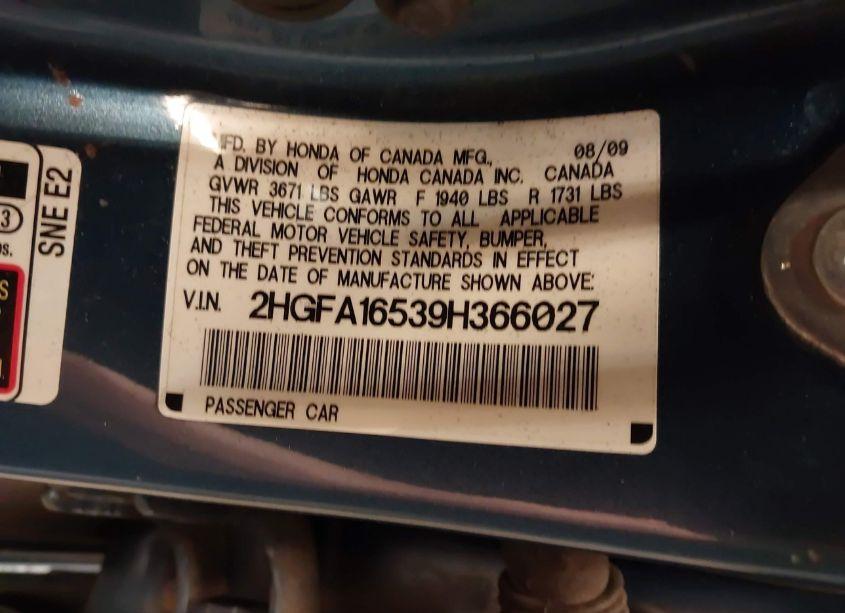 MFD. BY HONDA OF CANADA MFG., 08/09
A DIVISION OF HONDA CANADA INC. CANADA
GVWR 3671 LBS GAWR F 1940 LBS R 1731 LBS
THIS VEHICLE CONFORMS TO ALL APPLICABLE
FEDERAL MOTOR VEHICLE SAFETY, BUMPER,
AND THEFT PREVENTION STANDARDS IN EFFECT
ON THE DATE OF MANUFACTURE SHOWN ABOVE:
V.I.N. 2HGFA16539H366027
PASSENGER CAR
SNE E2
3